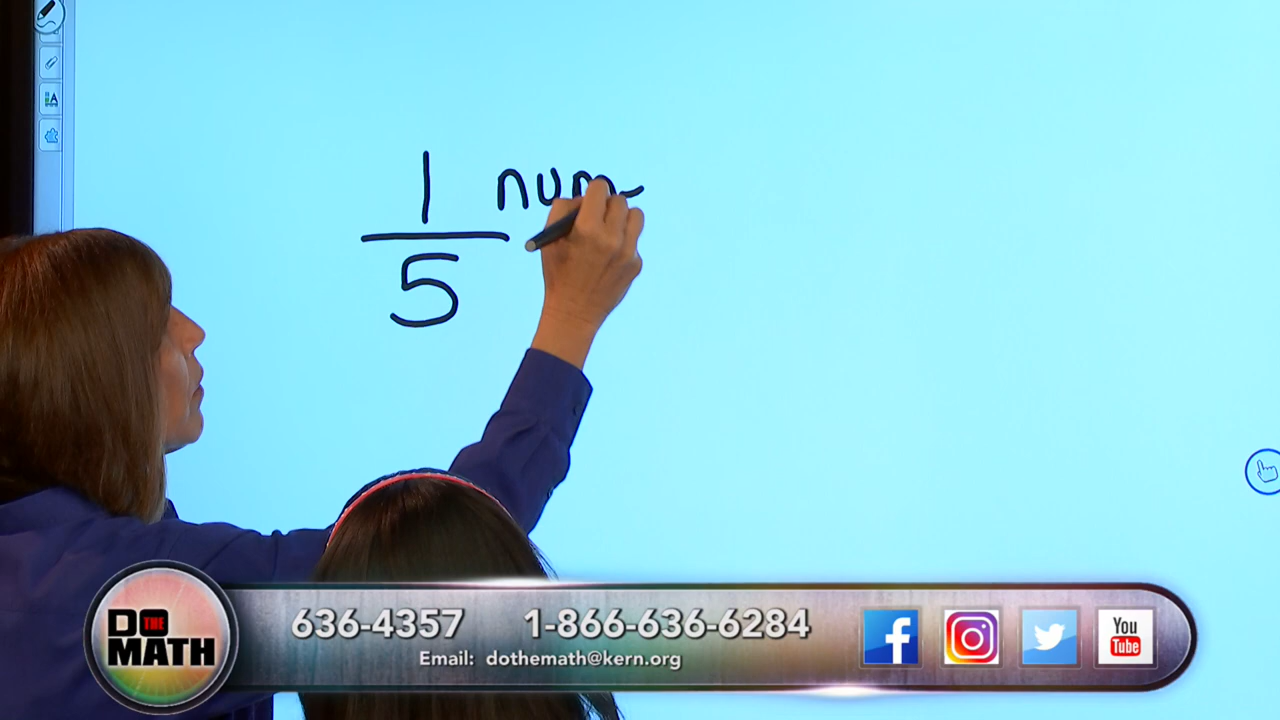 1 num
5
DO THE MATH
636-4357 1-866-636-6284
Email: dothemath@kern.org
You Tube